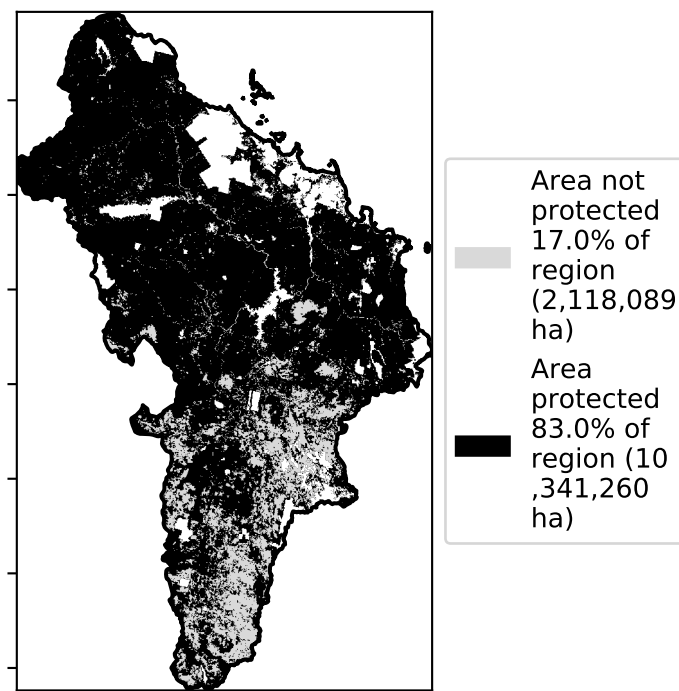 Area not
protected
17.0% of
region
(2,118,089
ha)
Area
protected
83.0% of
region (10
,341,260
ha)